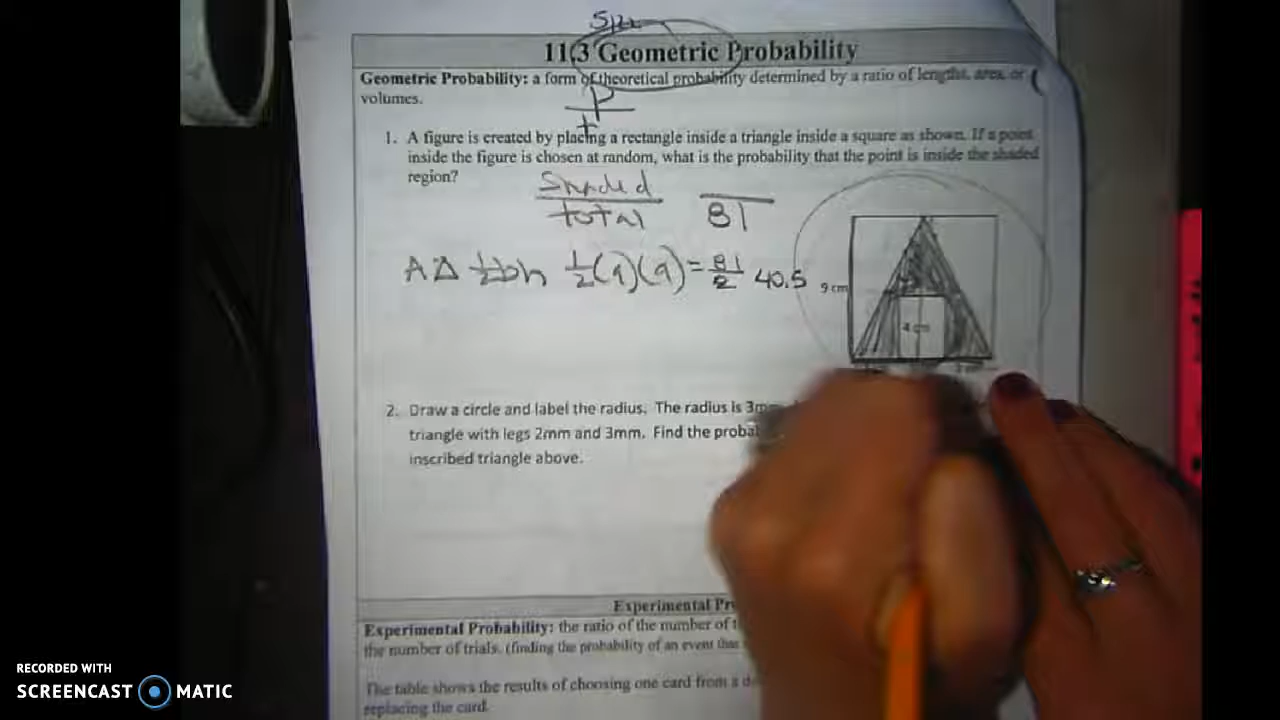 11.3 Geometric Probability
Geometric Probability: a form of theoretical probability determined by a ratio of lengths, area, or
volumes.
P
t
1. A figure is created by placing a rectangle inside a triangle inside a square as shown. If a point
inside the figure is chosen at random, what is the probability that the point is inside the shaded
region?
Shaded
total
81
A△ ½bh ½(9)(9) = 81/2 40.5
9 cm
4 cm
2. Draw a circle and label the radius. The radius is 3mm
triangle with legs 2mm and 3mm. Find the
inscribed triangle above.
Experimental
Experimental Probability: the ratio of the number of
the number of trials. (finding the probability of an event that
The table shows the results of choosing one card from a
replacing the card.
RECORDED WITH
SCREENCAST MATIC